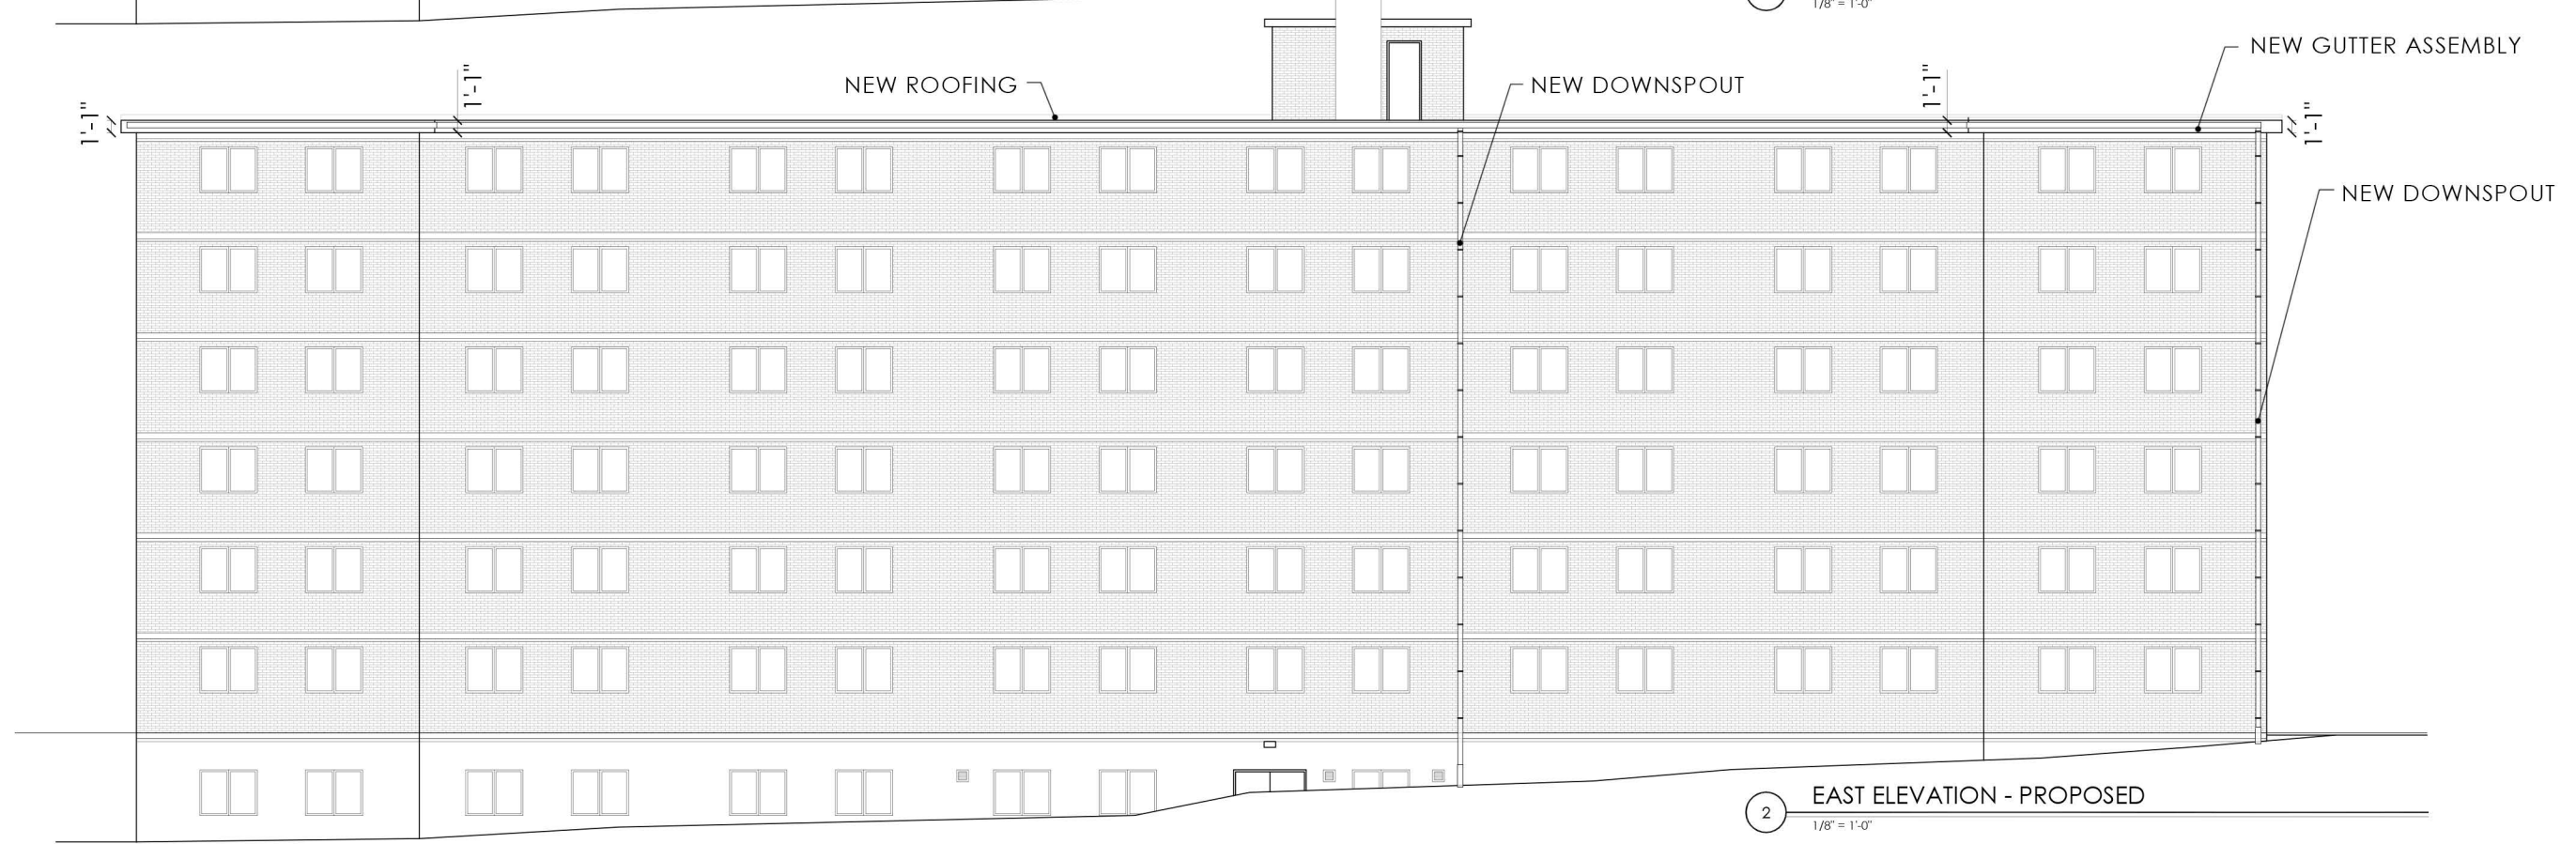 1/8" = 1'-0"
NEW GUTTER ASSEMBLY
NEW ROOFING
NEW DOWNSPOUT
1'-1"
1'-1"
1'-1"
1'-1"
NEW DOWNSPOUT
2
EAST ELEVATION - PROPOSED
1/8" = 1'-0"